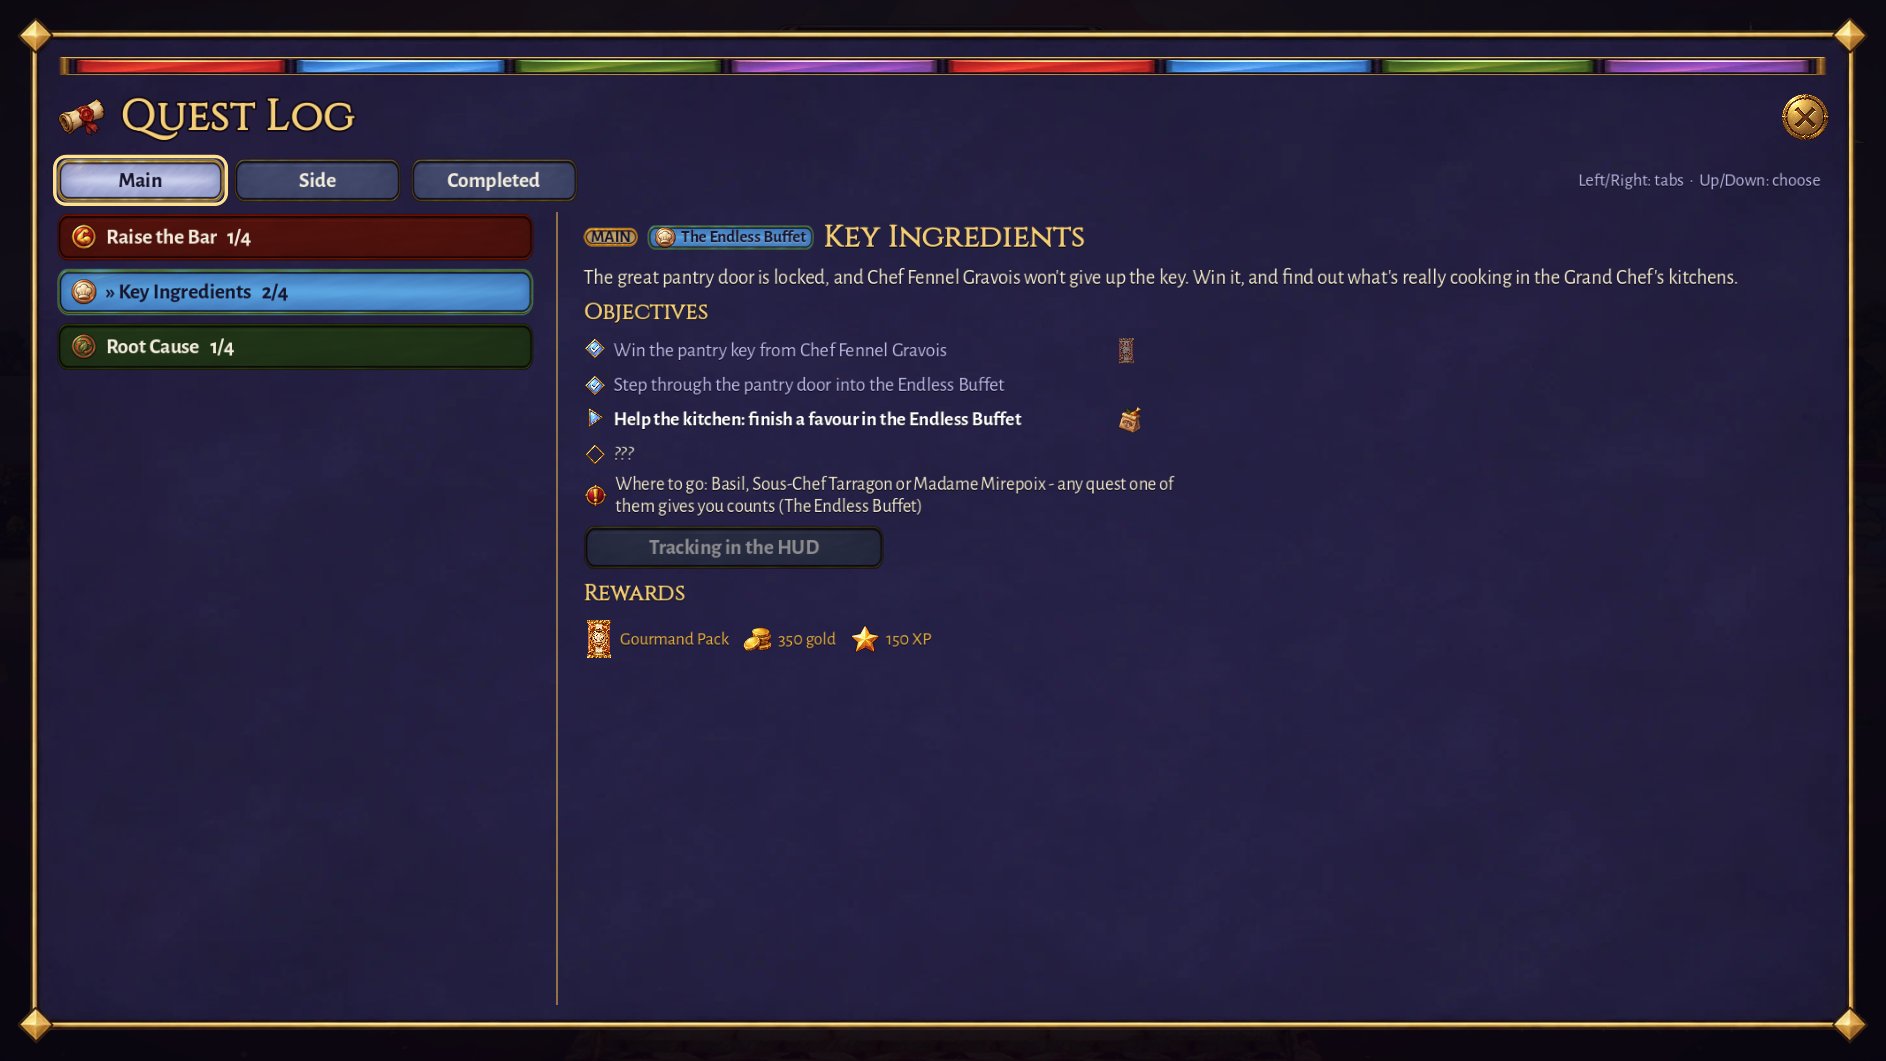 Quest Log
Main
Side
Completed
Left/Right: tabs · Up/Down: choose
Raise the Bar 1/4
» Key Ingredients 2/4
Root Cause 1/4
MAIN The Endless Buffet Key Ingredients
The great pantry door is locked, and Chef Fennel Gravois won't give up the key. Win it, and find out what's really cooking in the Grand Chef's kitchens.
Objectives
Win the pantry key from Chef Fennel Gravois
Step through the pantry door into the Endless Buffet
Help the kitchen: finish a favour in the Endless Buffet
???
Where to go: Basil, Sous-Chef Tarragon or Madame Mirepoix - any quest one of
them gives you counts (The Endless Buffet)
Tracking in the HUD
Rewards
Gourmand Pack 350 gold 150 XP